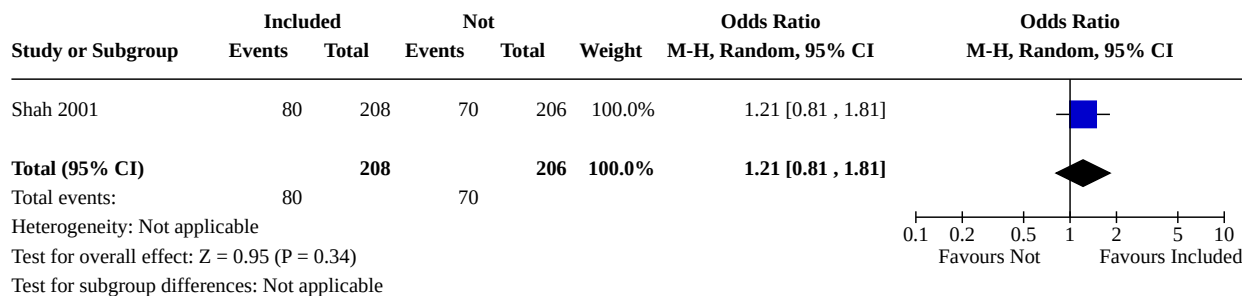 Included Not Odds Ratio Odds Ratio
Study or Subgroup Events Total Events Total Weight M-H, Random, 95% CI M-H, Random, 95% CI
Shah 2001 80 208 70 206 100.0% 1.21 [0.81 , 1.81]
Total (95% CI) 208 206 100.0% 1.21 [0.81 , 1.81]
Total events: 80 70
Heterogeneity: Not applicable
0.1 0.2 0.5 1 2 5 10
Test for overall effect: Z = 0.95 (P = 0.34) Favours Not Favours Included
Test for subgroup differences: Not applicable